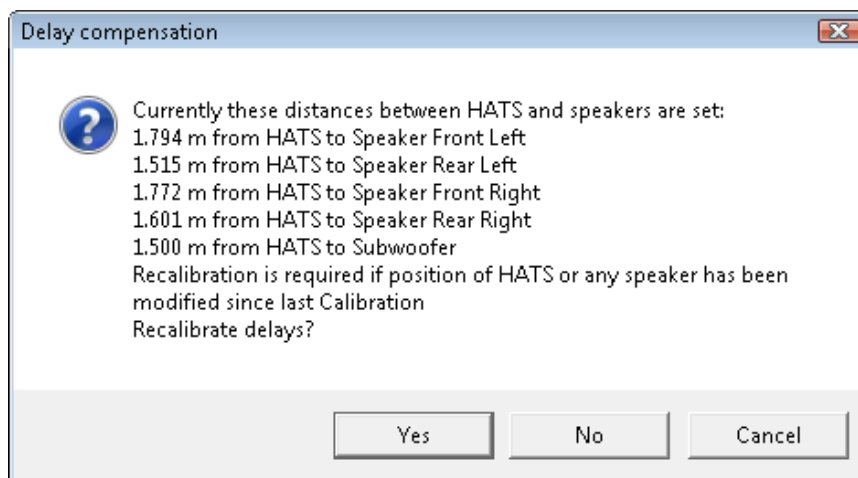 Delay compensation
Currently these distances between HATS and speakers are set:
1.794 m from HATS to Speaker Front Left
1.515 m from HATS to Speaker Rear Left
1.772 m from HATS to Speaker Front Right
1.601 m from HATS to Speaker Rear Right
1.500 m from HATS to Subwoofer
Recalibration is required if position of HATS or any speaker has been
modified since last Calibration
Recalibrate delays?
Yes
No
Cancel